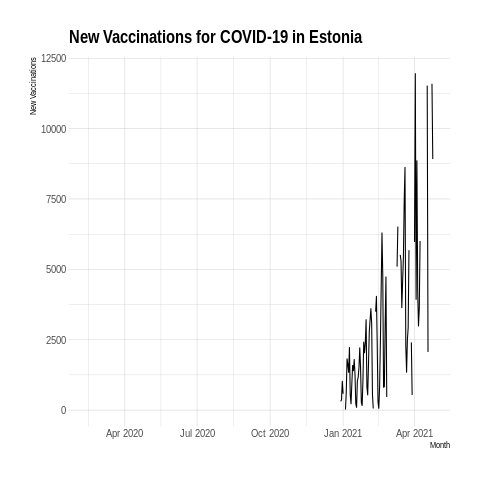 New Vaccinations for COVID-19 in Estonia
New Vaccinations
12500
10000
7500
5000
2500
0
Apr 2020 Jul 2020 Oct 2020 Jan 2021 Apr 2021
Month